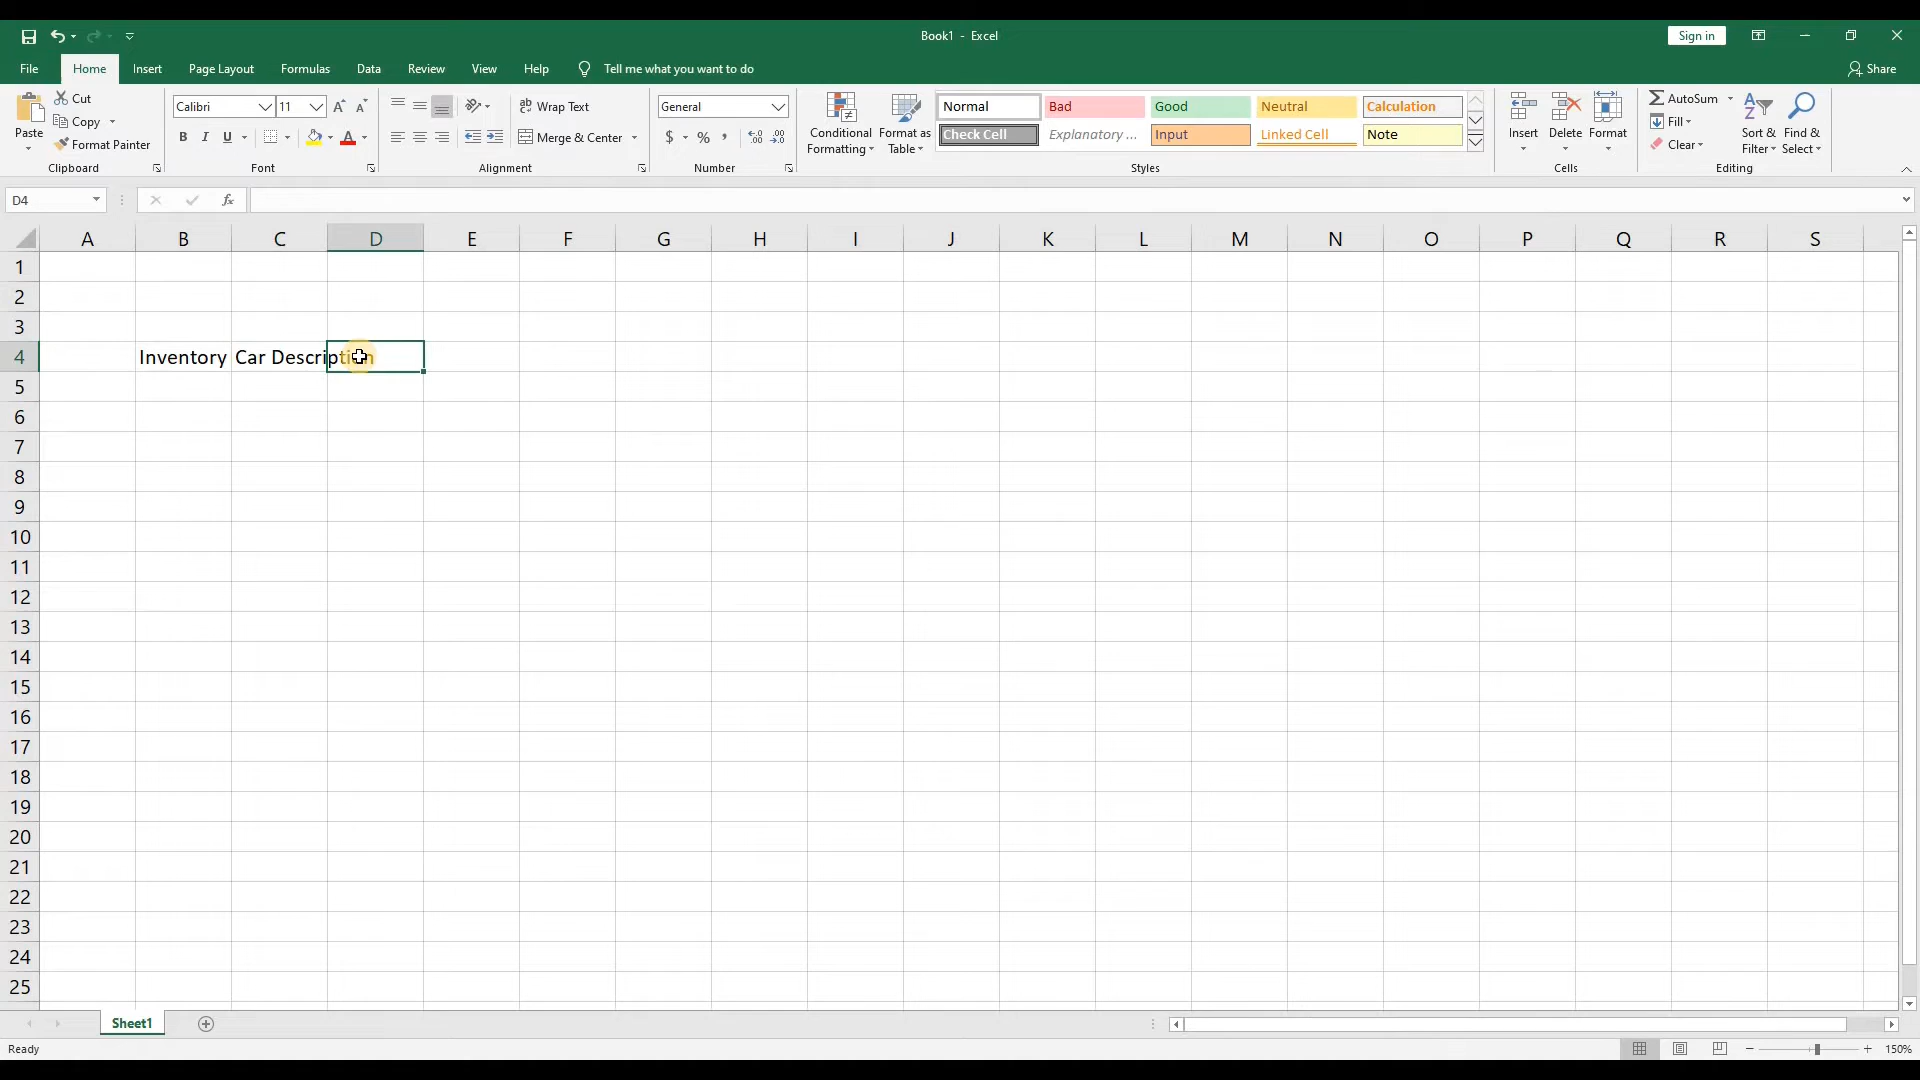 Book1 - Excel
Sign in
File Home Insert Page Layout Formulas Data Review View Help Tell me what you want to do Share
Paste
Cut
Copy
Format Painter
Clipboard
Calibri 11
B I U
Font
Wrap Text
Merge & Center
Alignment
General
$ % ,
Number
Conditional Formatting
Format as Table
Normal Bad Good Neutral Calculation
Check Cell Explanatory ... Input Linked Cell Note
Styles
Insert Delete Format
Cells
AutoSum
Fill
Clear
Sort & Filter
Find & Select
Editing
D4
fx
A B C D E F G H I J K L M N O P Q R S
1
2
3
4 Inventory Car Description
5
6
7
8
9
10
11
12
13
14
15
16
17
18
19
20
21
22
23
24
25
Sheet1
Ready
150%